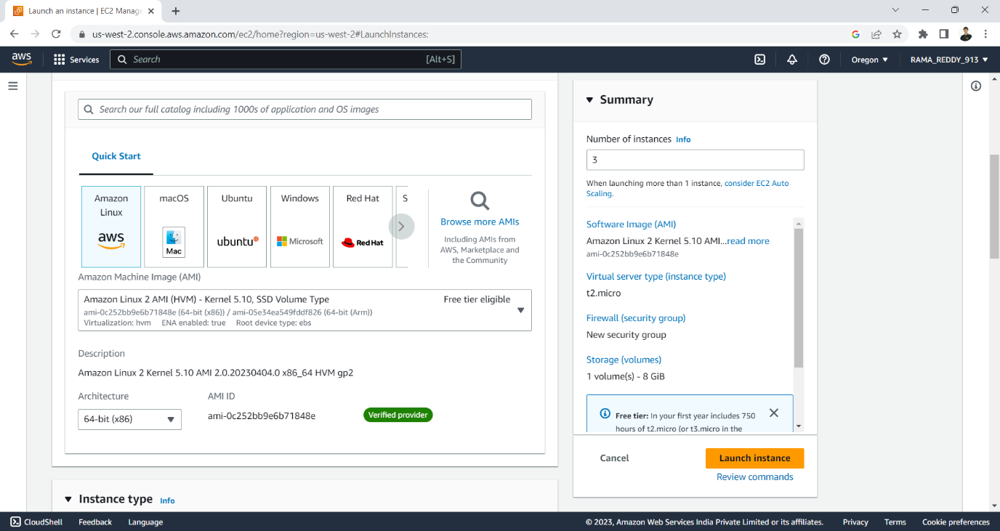 Launch an instance | EC2 Manage
us-west-2.console.aws.amazon.com/ec2/home?region=us-west-2#LaunchInstances:
aws
Services
Search
[Alt+S]
Oregon
RAMA_REDDY_913
Search our full catalog including 1000s of application and OS images
Quick Start
Amazon
Linux
aws
macOS
Mac
Ubuntu
ubuntu
Windows
Microsoft
Red Hat
Red Hat
S
Browse more AMIs
Including AMIs from
AWS, Marketplace and
the Community
Amazon Machine Image (AMI)
Amazon Linux 2 AMI (HVM) - Kernel 5.10, SSD Volume Type
Free tier eligible
ami-0c252bb9e6b71848e (64-bit (x86)) / ami-05e34ea549fddf826 (64-bit (Arm))
Virtualization: hvm ENA enabled: true Root device type: ebs
Description
Amazon Linux 2 Kernel 5.10 AMI 2.0.20230404.0 x86_64 HVM gp2
Architecture
AMI ID
64-bit (x86)
ami-0c252bb9e6b71848e
Verified provider
Instance type Info
Summary
Number of instances Info
3
When launching more than 1 instance, consider EC2 Auto
Scaling.
Software Image (AMI)
Amazon Linux 2 Kernel 5.10 AMI...read more
ami-0c252bb9e6b71848e
Virtual server type (instance type)
t2.micro
Firewall (security group)
New security group
Storage (volumes)
1 volume(s) - 8 GiB
Free tier: In your first year includes 750
hours of t2.micro (or t3.micro in the
Cancel
Launch instance
Review commands
CloudShell
Feedback
Language
© 2023, Amazon Web Services India Private Limited or its affiliates.
Privacy
Terms
Cookie preferences